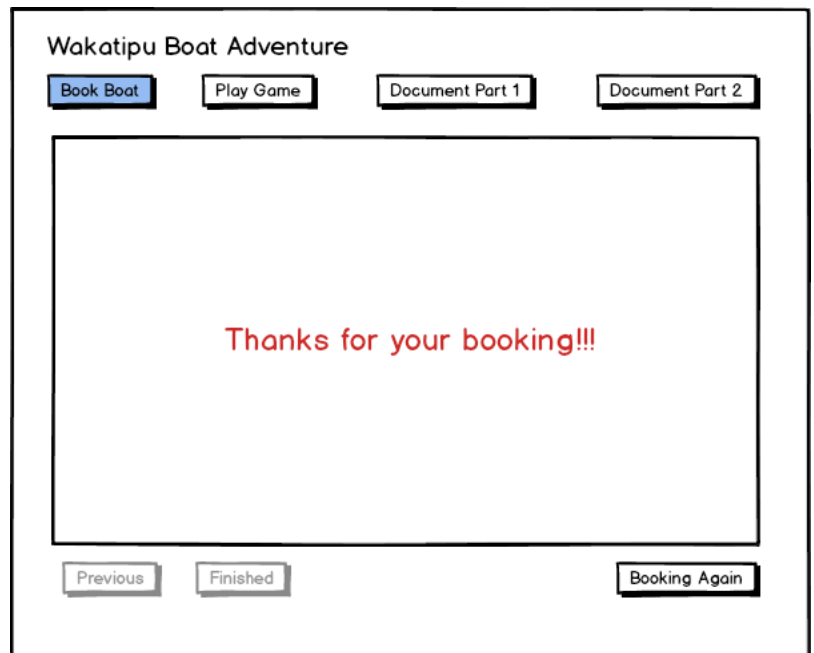 Wakatipu Boat Adventure
Book Boat Play Game Document Part 1 Document Part 2
Thanks for your booking!!!
Previous Finished Booking Again